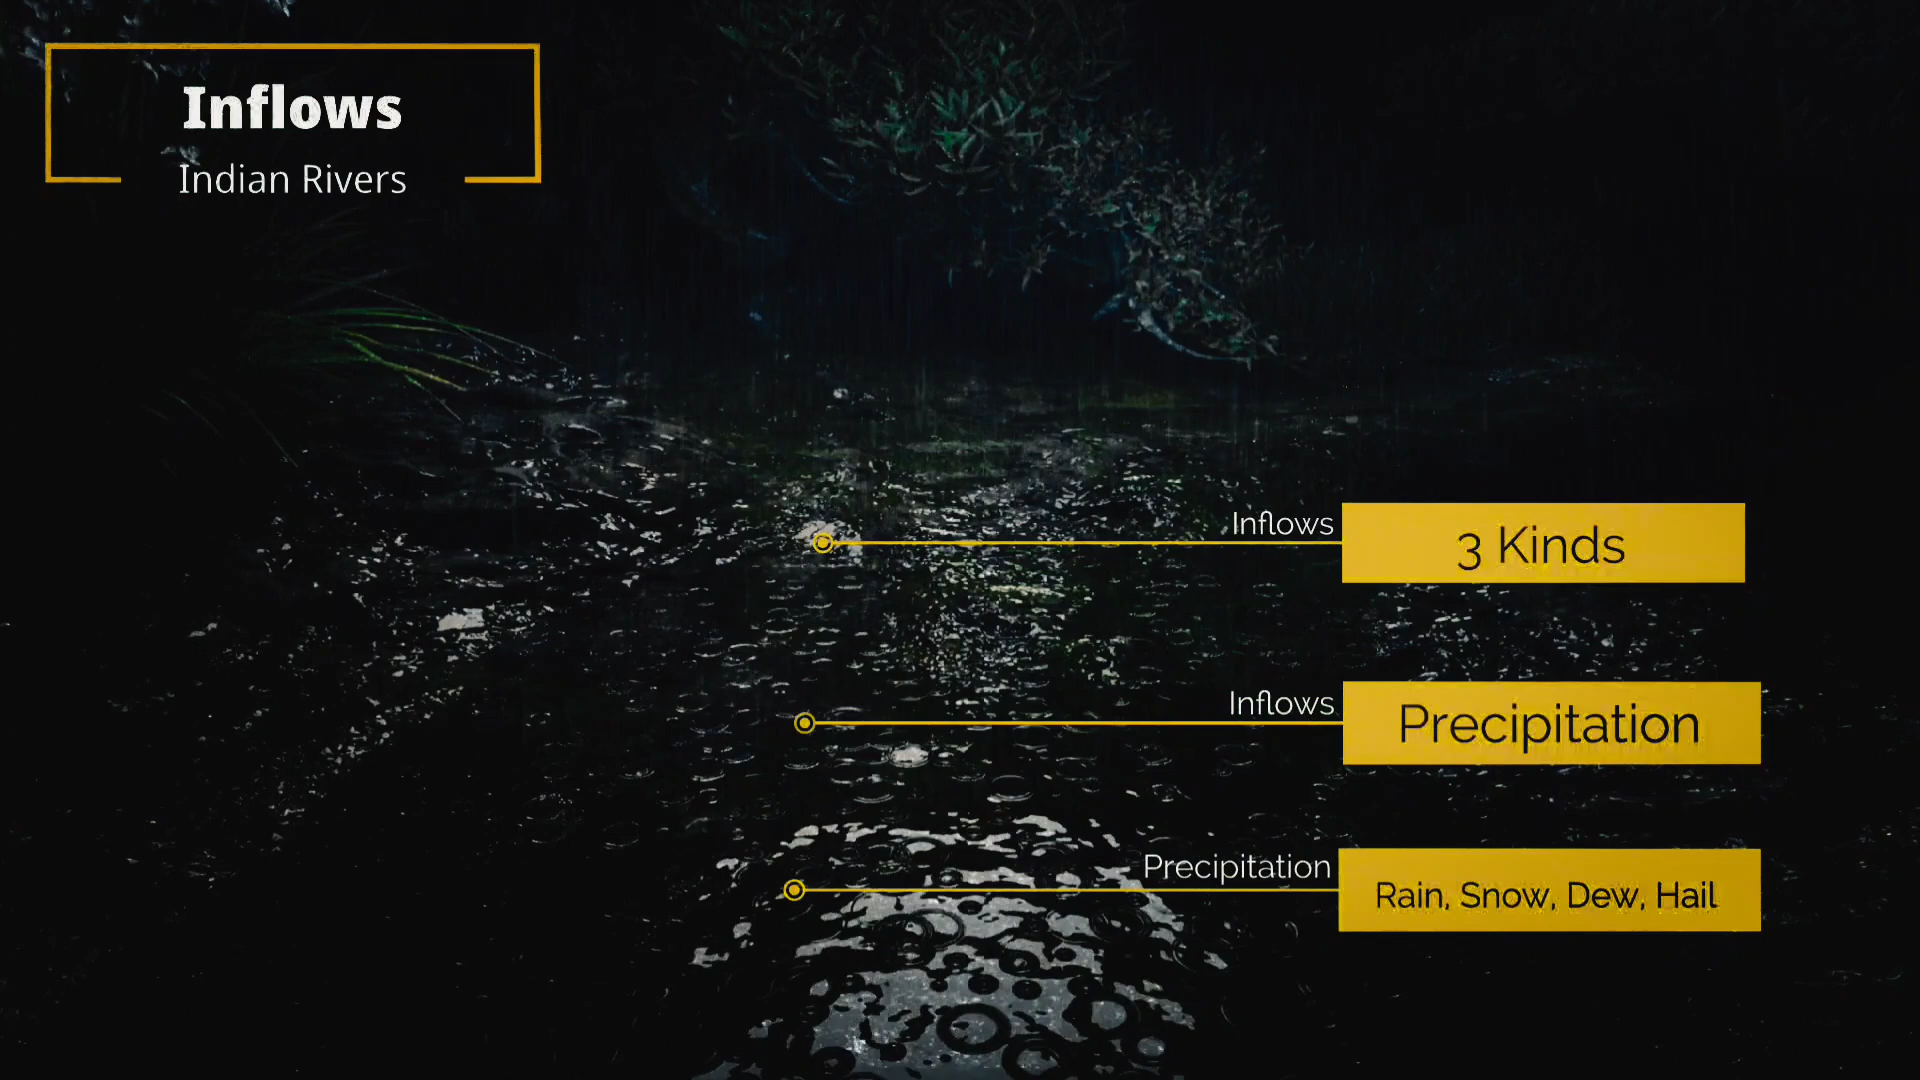 Inflows
Indian Rivers
Inflows
3 Kinds
Inflows
Precipitation
Precipitation
Rain, Snow, Dew, Hail